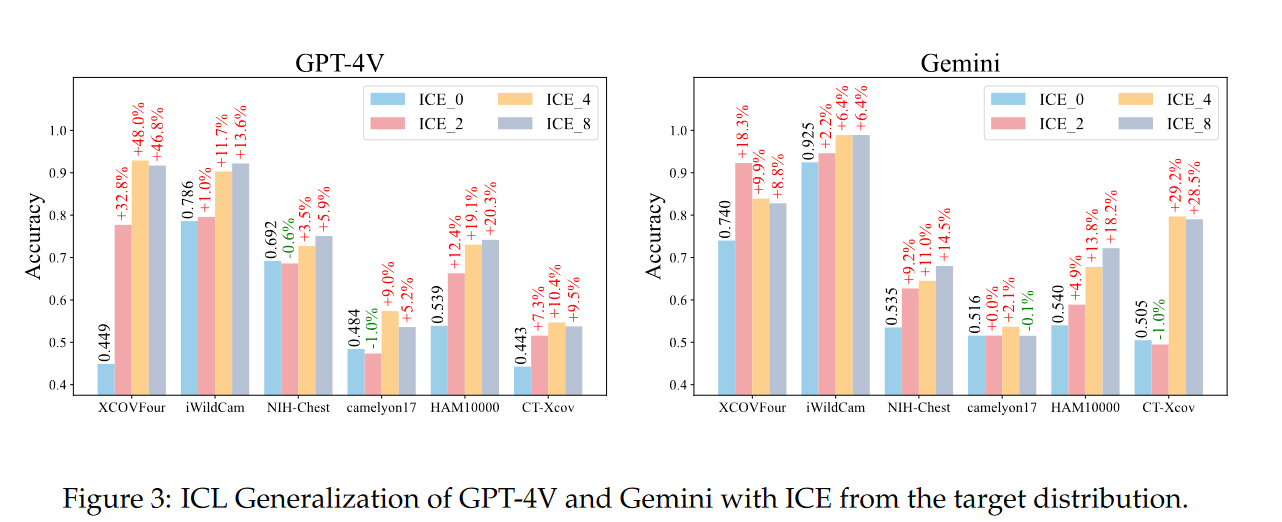 GPT-4V
ICE_0 ICE_4
ICE_2 ICE_8
Accuracy
1.0
0.9
0.8
0.7
0.6
0.5
0.4
0.449 +32.8% +48.0% +46.8%
0.786 +1.0% +11.7% +13.6%
0.692 -0.6% +3.5% +5.9%
0.484 -1.0% +9.0% +5.2%
0.539 +12.4% +19.1% +20.3%
0.443 +7.3% +10.4% +9.5%
XCOVFour iWildCam NIH-Chest camelyon17 HAM10000 CT-Xcov
Gemini
ICE_0 ICE_4
ICE_2 ICE_8
Accuracy
1.0
0.9
0.8
0.7
0.6
0.5
0.4
0.740 +18.3% +9.9% +8.8%
0.925 +2.2% +6.4% +6.4%
0.535 +9.2% +11.0% +14.5%
0.516 +0.0% +2.1% -0.1%
0.540 +4.9% +13.8% +18.2%
0.505 -1.0% +29.2% +28.5%
XCOVFour iWildCam NIH-Chest camelyon17 HAM10000 CT-Xcov
Figure 3: ICL Generalization of GPT-4V and Gemini with ICE from the target distribution.